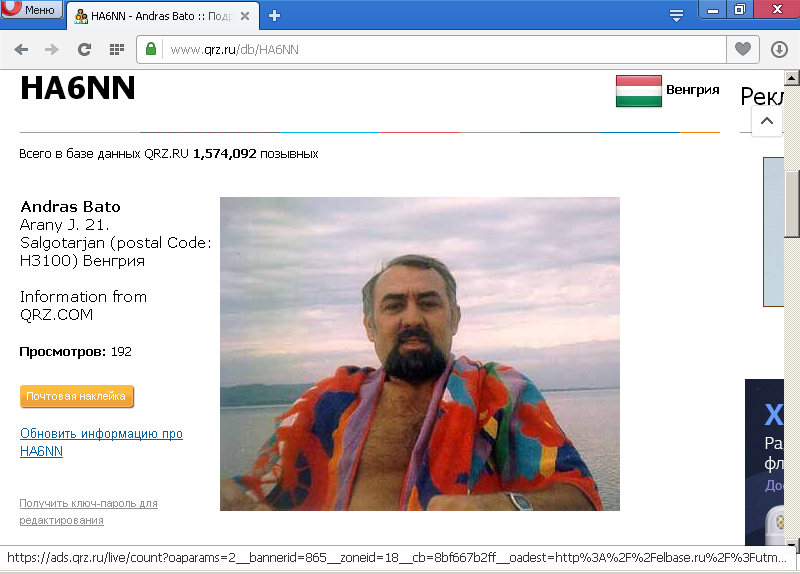 Меню
HA6NN - Andras Bato :: Под
www.qrz.ru/db/HA6NN
HA6NN
Венгрия
Рекл
Всего в базе данных QRZ.RU 1,574,092 позывных
Andras Bato
Arany J. 21.
Salgotarjan (postal Code:
H3100) Венгрия
Information from
QRZ.COM
Просмотров: 192
Почтовая наклейка
Обновить информацию про
HA6NN
Получить ключ-пароль для
редактирования
Х
Ра
фл
До
https://ads.qrz.ru/live/count?oaparams=2__bannerid=865__zoneid=18__cb=8bf667b2ff__oadest=http%3A%2F%2Felbase.ru%2F%3Futm...